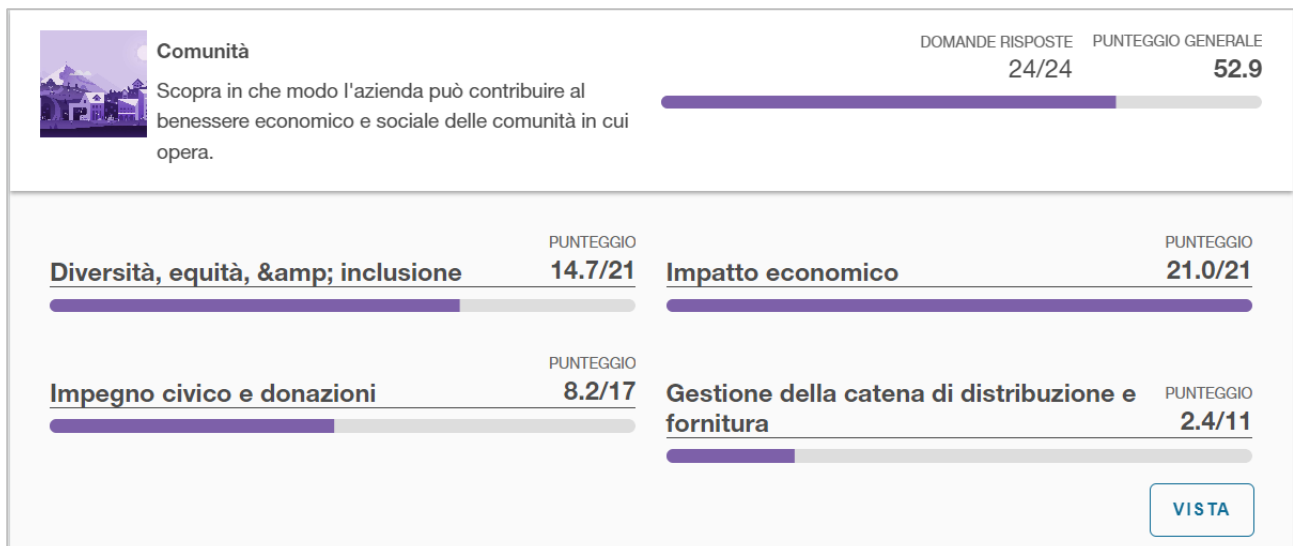 Comunità
Scopra in che modo l'azienda può contribuire al
benessere economico e sociale delle comunità in cui
opera.
DOMANDE RISPOSTE
24/24
PUNTEGGIO GENERALE
52.9
Diversità, equità, &amp; inclusione
PUNTEGGIO
14.7/21
Impatto economico
PUNTEGGIO
21.0/21
Impegno civico e donazioni
PUNTEGGIO
8.2/17
Gestione della catena di distribuzione e
fornitura
PUNTEGGIO
2.4/11
VISTA